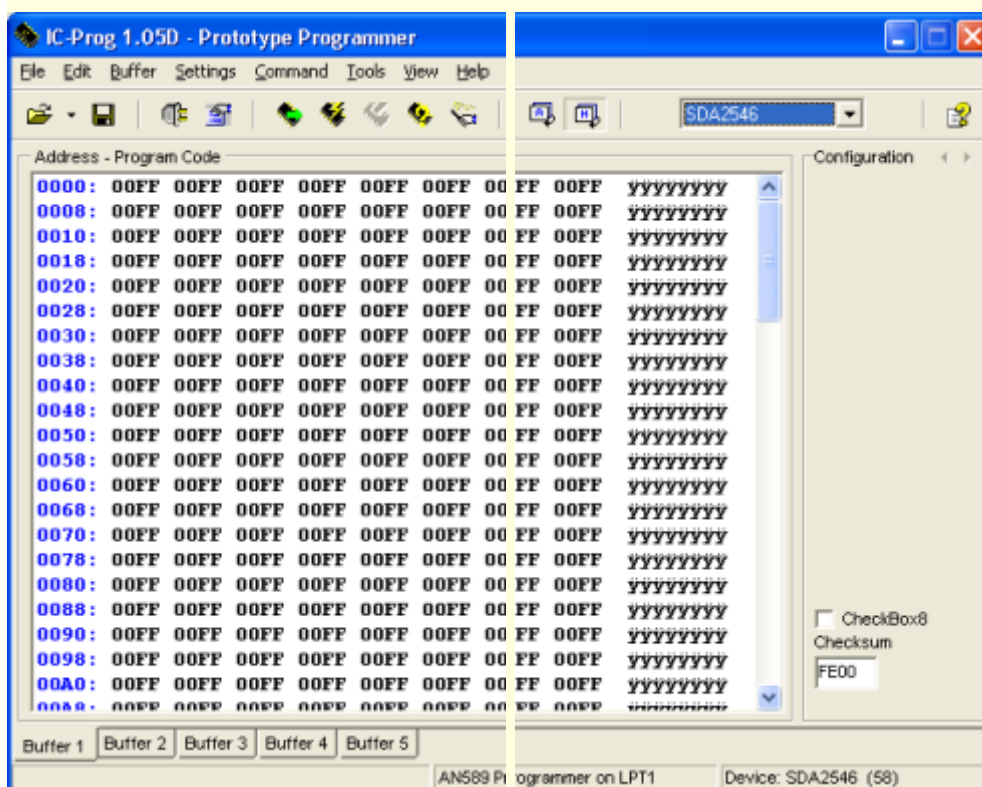 IC-Prog 1.05D - Prototype Programmer
File Edit Buffer Settings Command Tools View Help
SDA2546
Address - Program Code
Configuration
0000: 00FF 00FF 00FF 00FF 00FF 00FF 00FF 00FF ÿÿÿÿÿÿÿÿ
0008: 00FF 00FF 00FF 00FF 00FF 00FF 00FF 00FF ÿÿÿÿÿÿÿÿ
0010: 00FF 00FF 00FF 00FF 00FF 00FF 00FF 00FF ÿÿÿÿÿÿÿÿ
0018: 00FF 00FF 00FF 00FF 00FF 00FF 00FF 00FF ÿÿÿÿÿÿÿÿ
0020: 00FF 00FF 00FF 00FF 00FF 00FF 00FF 00FF ÿÿÿÿÿÿÿÿ
0028: 00FF 00FF 00FF 00FF 00FF 00FF 00FF 00FF ÿÿÿÿÿÿÿÿ
0030: 00FF 00FF 00FF 00FF 00FF 00FF 00FF 00FF ÿÿÿÿÿÿÿÿ
0038: 00FF 00FF 00FF 00FF 00FF 00FF 00FF 00FF ÿÿÿÿÿÿÿÿ
0040: 00FF 00FF 00FF 00FF 00FF 00FF 00FF 00FF ÿÿÿÿÿÿÿÿ
0048: 00FF 00FF 00FF 00FF 00FF 00FF 00FF 00FF ÿÿÿÿÿÿÿÿ
0050: 00FF 00FF 00FF 00FF 00FF 00FF 00FF 00FF ÿÿÿÿÿÿÿÿ
0058: 00FF 00FF 00FF 00FF 00FF 00FF 00FF 00FF ÿÿÿÿÿÿÿÿ
0060: 00FF 00FF 00FF 00FF 00FF 00FF 00FF 00FF ÿÿÿÿÿÿÿÿ
0068: 00FF 00FF 00FF 00FF 00FF 00FF 00FF 00FF ÿÿÿÿÿÿÿÿ
0070: 00FF 00FF 00FF 00FF 00FF 00FF 00FF 00FF ÿÿÿÿÿÿÿÿ
0078: 00FF 00FF 00FF 00FF 00FF 00FF 00FF 00FF ÿÿÿÿÿÿÿÿ
0080: 00FF 00FF 00FF 00FF 00FF 00FF 00FF 00FF ÿÿÿÿÿÿÿÿ
0088: 00FF 00FF 00FF 00FF 00FF 00FF 00FF 00FF ÿÿÿÿÿÿÿÿ
0090: 00FF 00FF 00FF 00FF 00FF 00FF 00FF 00FF ÿÿÿÿÿÿÿÿ
0098: 00FF 00FF 00FF 00FF 00FF 00FF 00FF 00FF ÿÿÿÿÿÿÿÿ
00A0: 00FF 00FF 00FF 00FF 00FF 00FF 00FF 00FF ÿÿÿÿÿÿÿÿ
00A8: 00FF 00FF 00FF 00FF 00FF 00FF 00FF 00FF ÿÿÿÿÿÿÿÿ
CheckBox8
Checksum
FE00
Buffer 1 Buffer 2 Buffer 3 Buffer 4 Buffer 5
AN589 Programmer on LPT1 Device: SDA2546 (58)